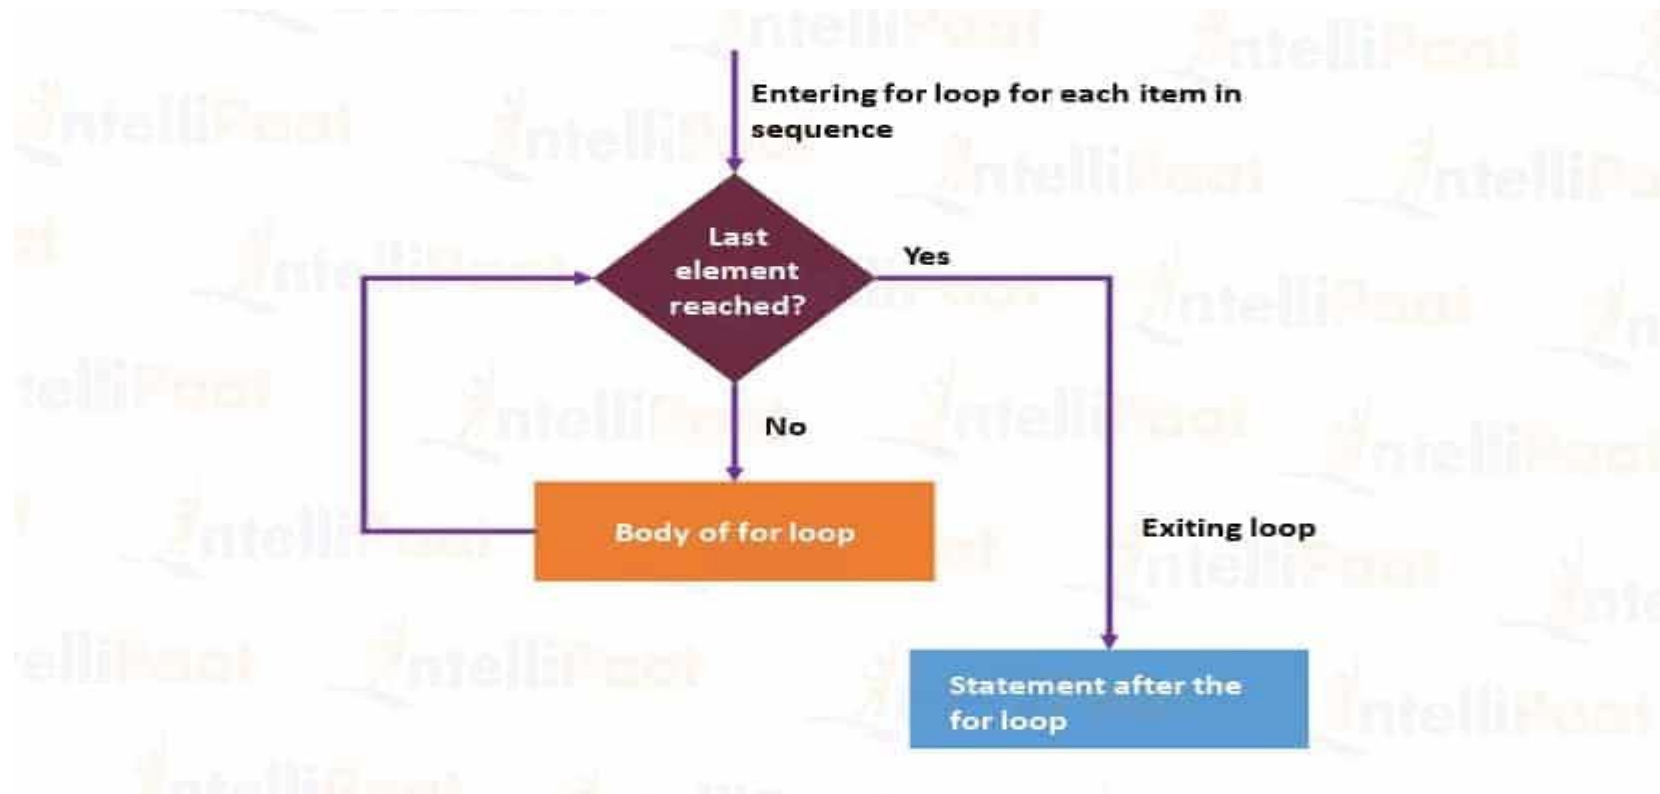 Entering for loop for each item in
sequence
Last
element
reached?
Yes
No
Body of for loop
Exiting loop
Statement after the
for loop